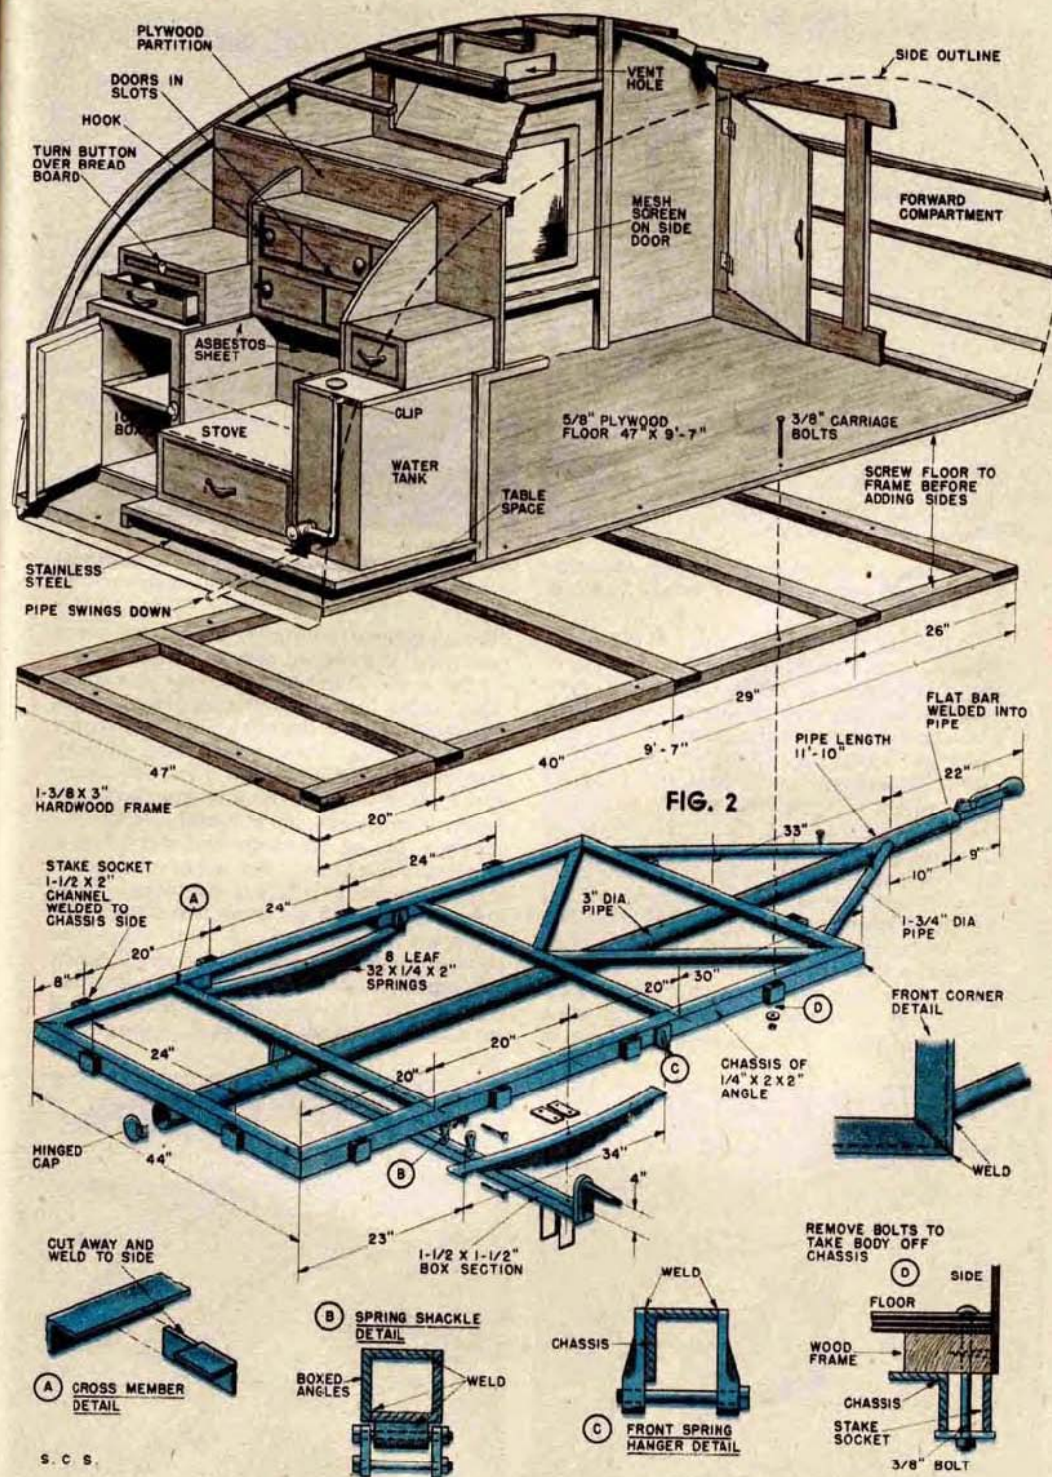 PLYWOOD
PARTITION
DOORS IN
SLOTS
HOOK
TURN BUTTON
OVER BREAD
BOARD
VENT
HOLE
SIDE OUTLINE
MESH
SCREEN
ON SIDE
DOOR
FORWARD
COMPARTMENT
ASBESTOS
SHEET
CLIP
STOVE
WATER
TANK
TABLE
SPACE
5/8" PLYWOOD
FLOOR 47" X 9'-7"
3/8" CARRIAGE
BOLTS
SCREW FLOOR TO
FRAME BEFORE
ADDING SIDES
STAINLESS
STEEL
PIPE SWINGS DOWN
26"
29"
40"
9'-7"
47"
20"
1-3/8 X 3"
HARDWOOD FRAME
FIG. 2
FLAT BAR
WELDED INTO
PIPE
PIPE LENGTH
11'-10"
22"
33"
10"
9"
STAKE SOCKET
1-1/2 X 2"
CHANNEL
WELDED TO
CHASSIS SIDE
A
24"
24"
20"
8"
8 LEAF
32 X 1/4 X 2"
SPRINGS
3" DIA.
PIPE
1-3/4" DIA
PIPE
30"
20"
20"
20"
24"
D
C
B
FRONT CORNER
DETAIL
CHASSIS OF
1/4" X 2 X 2"
ANGLE
HINGED
CAP
44"
34"
4"
23"
1-1/2 X 1-1/2"
BOX SECTION
WELD
CUT AWAY AND
WELD TO SIDE
A CROSS MEMBER
DETAIL
B SPRING SHACKLE
DETAIL
BOXED
ANGLES
WELD
WELD
CHASSIS
C FRONT SPRING
HANGER DETAIL
REMOVE BOLTS TO
TAKE BODY OFF
CHASSIS
D
SIDE
FLOOR
WOOD
FRAME
CHASSIS
STAKE
SOCKET
3/8" BOLT
S. C. S.